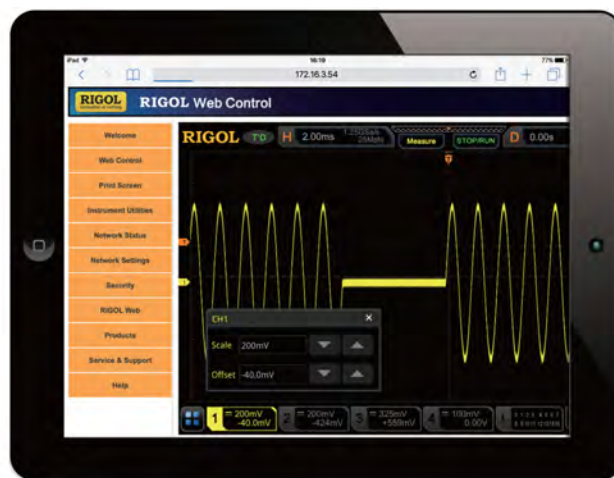 iPad
16:19
77%
172.16.3.54
RIGOL
RIGOL Web Control
Welcome
Web Control
Print Screen
Instrument Utilities
Network Status
Network Settings
Security
RIGOL Web
Products
Service & Support
Help
RIGOL T'D H 2.00ms 1.25GSa/s
25Mpts
Measure STOP/RUN D 0.00s
T
CH1
Scale 200mV
Offset -40.0mV
1 = 200mV
-40.0mV
2 = 200mV
-424mV
3 = 325mV
+559mV
4 = 100mV
0.00V
L